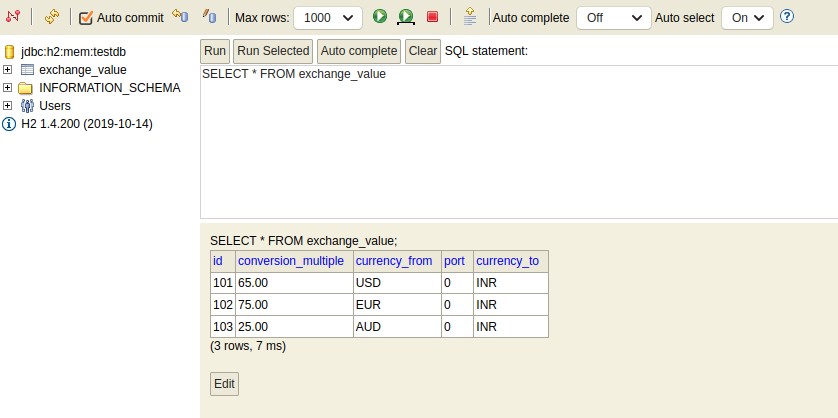 Auto commit Max rows: 1000 Auto complete Off Auto select On ?
jdbc:h2:mem:testdb
exchange_value
INFORMATION_SCHEMA
Users
H2 1.4.200 (2019-10-14)
Run Run Selected Auto complete Clear SQL statement:
SELECT * FROM exchange_value
SELECT * FROM exchange_value;
id conversion_multiple currency_from port currency_to
101 65.00 USD 0 INR
102 75.00 EUR 0 INR
103 25.00 AUD 0 INR
(3 rows, 7 ms)
Edit